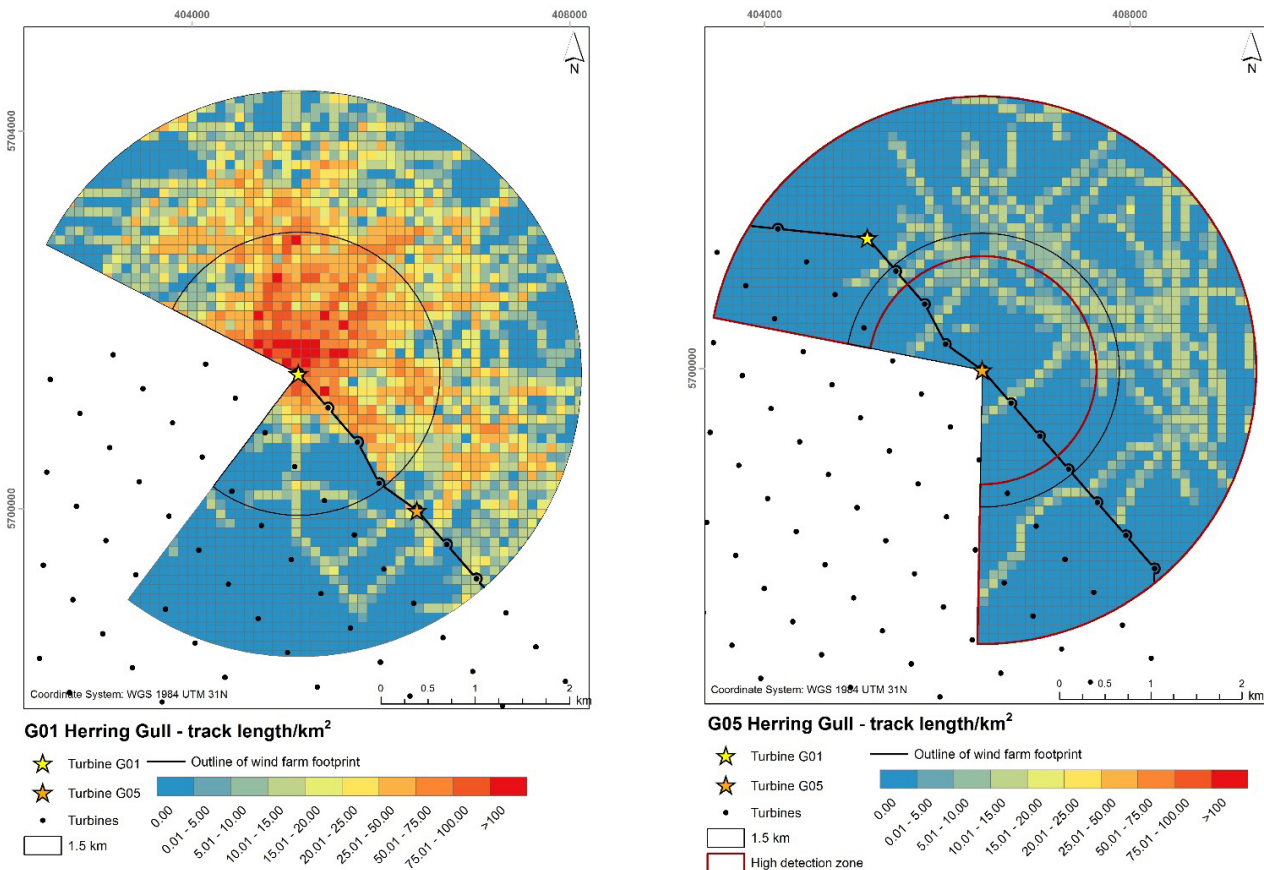 404000
408000
N
5704000
5700000
Coordinate System: WGS 1984 UTM 31N
0 0.5 1 2
km
G01 Herring Gull - track length/km²
Turbine G01
Outline of wind farm footprint
Turbine G05
Turbines
1.5 km
0.00
0.01 - 5.00
5.01 - 10.00
10.01 - 15.00
15.01 - 20.00
20.01 - 25.00
25.01 - 50.00
50.01 - 75.00
75.01 - 100.00
>100
404000
408000
N
5700000
Coordinate System: WGS 1984 UTM 31N
0 0.5 1 2
km
G05 Herring Gull - track length/km²
Turbine G01
Outline of wind farm footprint
Turbine G05
Turbines
1.5 km
High detection zone
0.00
0.01 - 5.00
5.01 - 10.00
10.01 - 15.00
15.01 - 20.00
20.01 - 25.00
25.01 - 50.00
50.01 - 75.00
75.01 - 100.00
>100